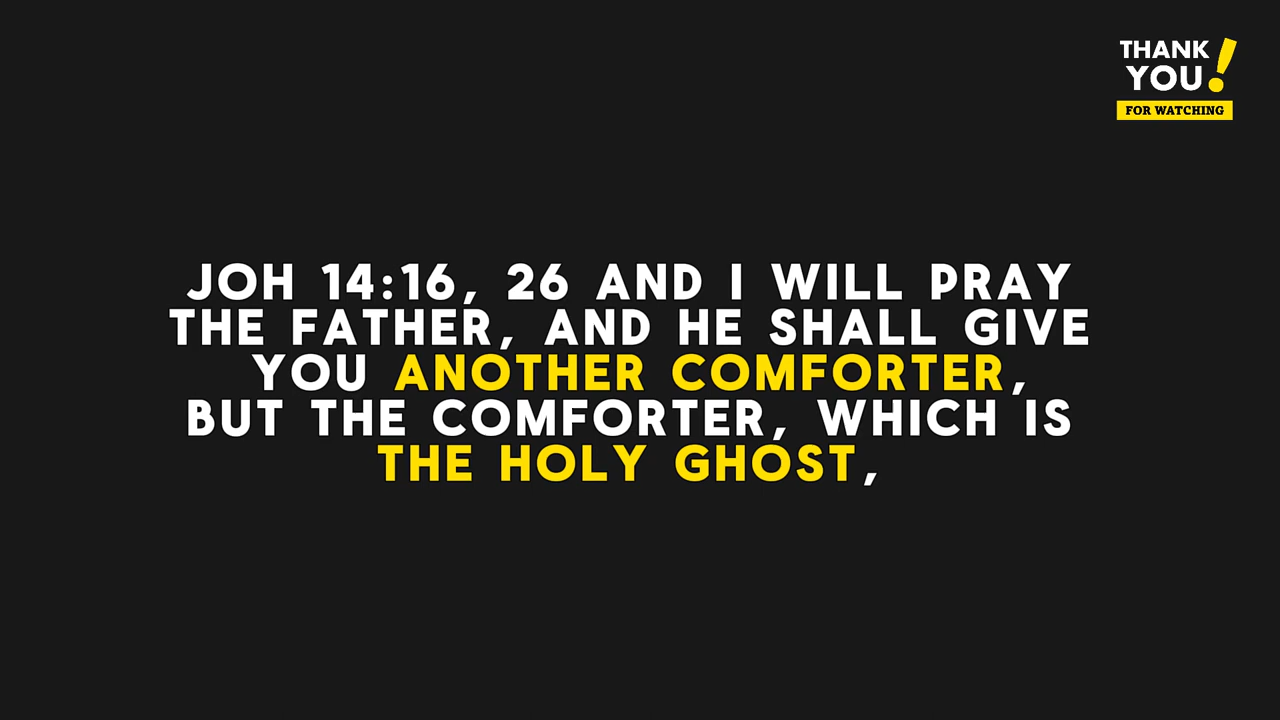 THANK
YOU!
FOR WATCHING
JOH 14:16, 26 AND I WILL PRAY
THE FATHER, AND HE SHALL GIVE
YOU ANOTHER COMFORTER,
BUT THE COMFORTER, WHICH IS
THE HOLY GHOST,